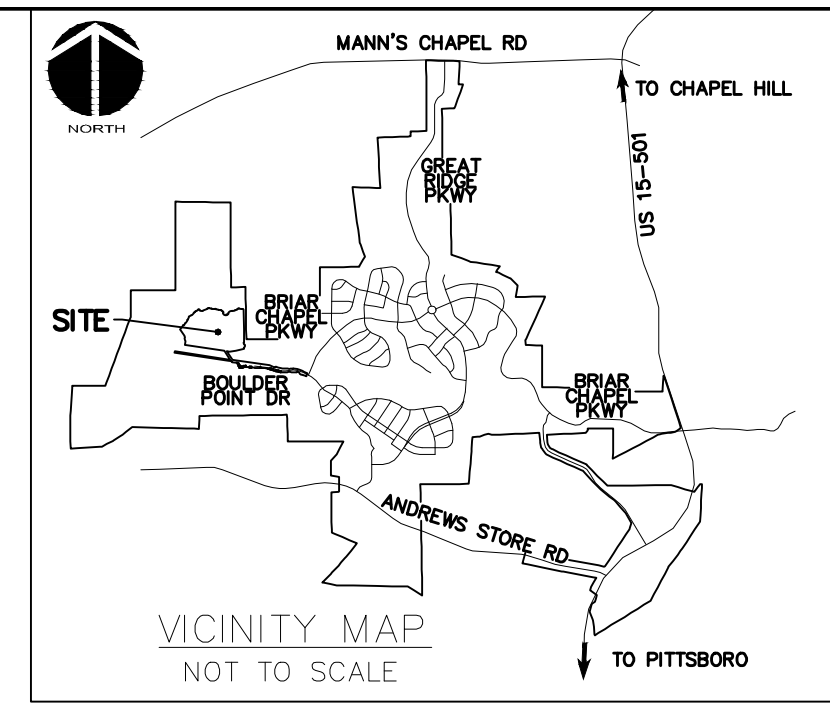 MANN'S CHAPEL RD
TO CHAPEL HILL
NORTH
US 15-501
GREAT
RIDGE
PKWY
SITE
BRIAR
CHAPEL
PKWY
BOULDER
POINT DR
BRIAR
CHAPEL
PKWY
ANDREWS STORE RD
VICINITY MAP
NOT TO SCALE
TO PITTSBORO